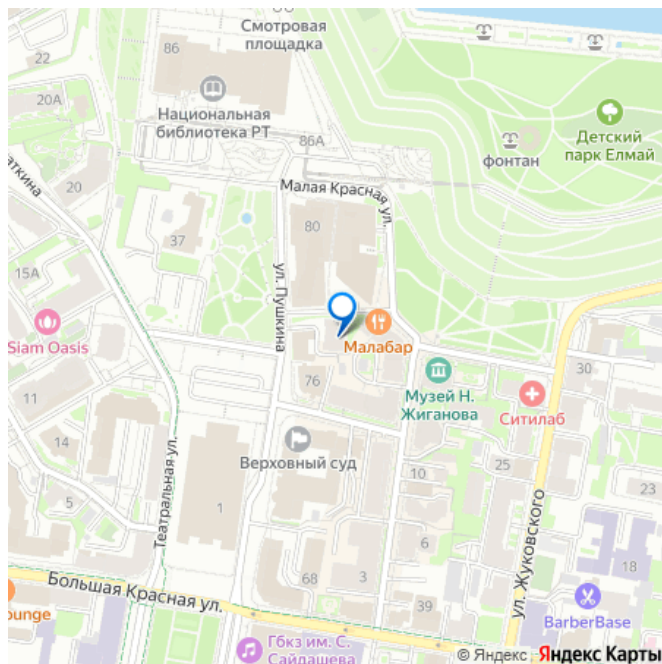 Смотровая
площадка
86
22
20А
Национальная
библиотека РТ
86А
Детский
парк Елмай
фонтан
20
Малая Красная ул.
80
37
ул. Пушкина
15А
Siam Oasis
Малабар
30
76
Музей Н.
Жиганова
Ситилаб
11
14
Верховный суд
10
25
23
Театральная ул.
5
1
6
ул. Жуковского
18
68
3
39
BarberBase
Большая Красная ул.
Гбкз им. С.
Сайдашева
© Яндекс Яндекс Карты